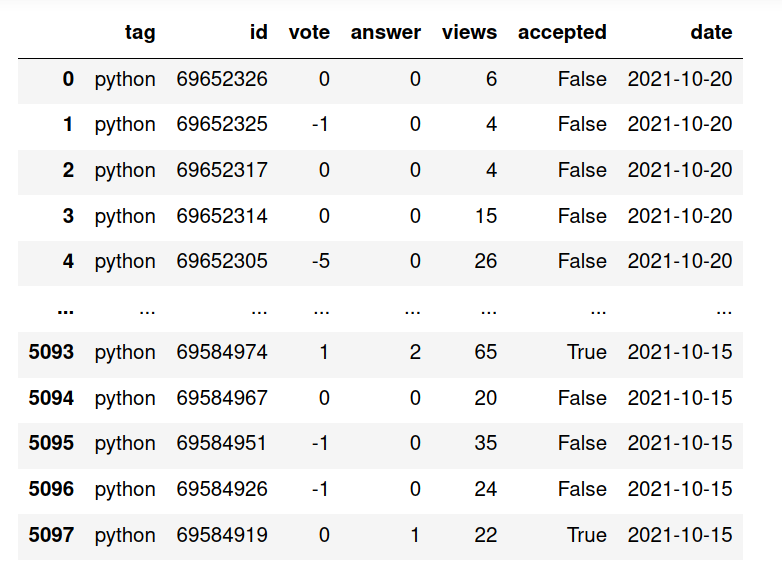 tag id vote answer views accepted date
0 python 69652326 0 0 6 False 2021-10-20
1 python 69652325 -1 0 4 False 2021-10-20
2 python 69652317 0 0 4 False 2021-10-20
3 python 69652314 0 0 15 False 2021-10-20
4 python 69652305 -5 0 26 False 2021-10-20
... ... ... ... ... ... ... ...
5093 python 69584974 1 2 65 True 2021-10-15
5094 python 69584967 0 0 20 False 2021-10-15
5095 python 69584951 -1 0 35 False 2021-10-15
5096 python 69584926 -1 0 24 False 2021-10-15
5097 python 69584919 0 1 22 True 2021-10-15